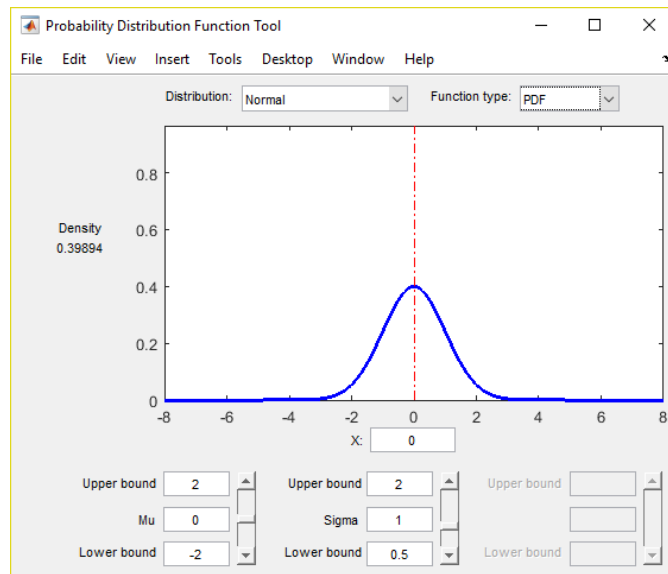 Probability Distribution Function Tool
File Edit View Insert Tools Desktop Window Help
Distribution: Normal Function type: PDF
0.8
0.6
Density
0.39894
0.4
0.2
0
-8 -6 -4 -2 0 2 4 6 8
X: 0
Upper bound 2 Upper bound 2 Upper bound
Mu 0 Sigma 1
Lower bound -2 Lower bound 0.5 Lower bound